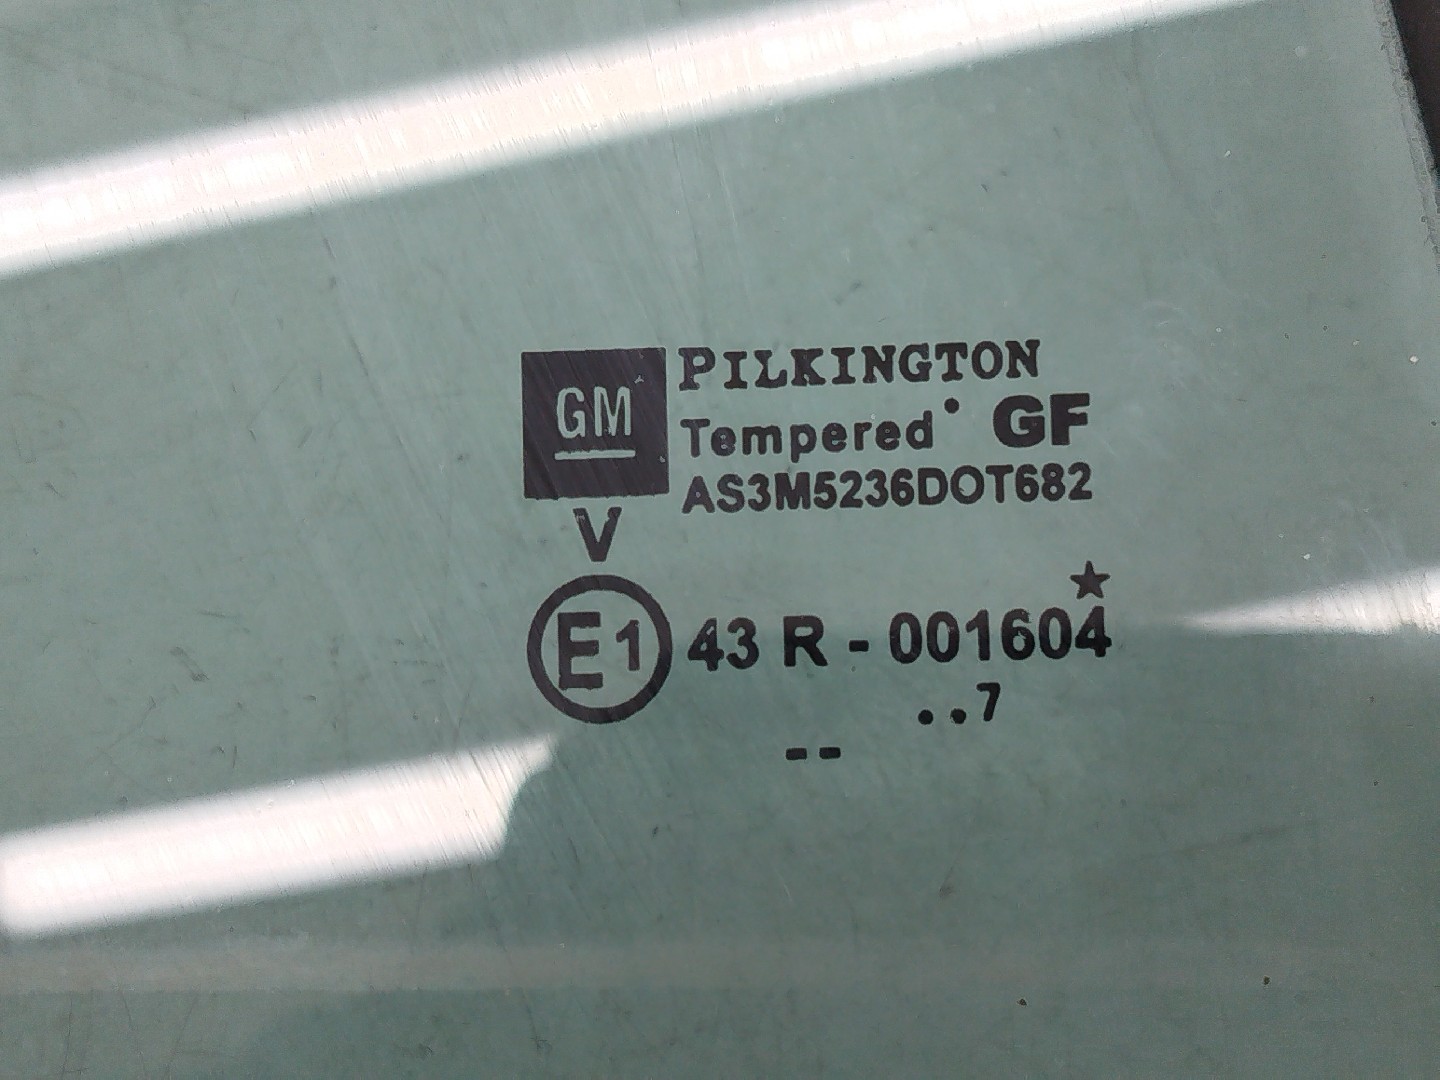 GM
PILKINGTON
Tempered • GF
AS3M5236DOT682
V
E1 43 R - 001604
..7
--